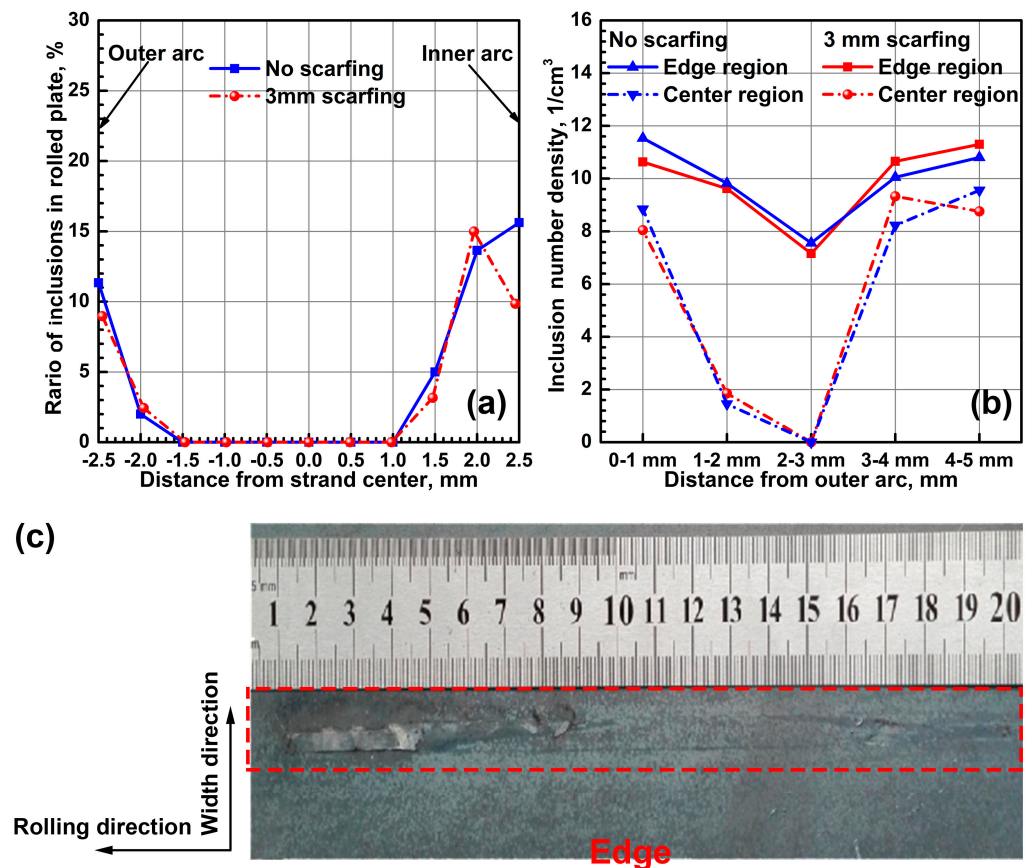 30
25
20
15
10
5
0
Rario of inclusions in rolled plate, %
Outer arc
Inner arc
No scarfing
3mm scarfing
(a)
-2.5 -2.0 -1.5 -1.0 -0.5 0.0 0.5 1.0 1.5 2.0 2.5
Distance from strand center, mm
16
14
12
10
8
6
4
2
0
Inclusion number density, 1/cm³
No scarfing
Edge region
Center region
3 mm scarfing
Edge region
Center region
(b)
0-1 mm 1-2 mm 2-3 mm 3-4 mm 4-5 mm
Distance from outer arc, mm
(c)
5 mm
mm
1 2 3 4 5 6 7 8 9 10 11 12 13 14 15 16 17 18 19 20
m
Width direction
Rolling direction
Edge